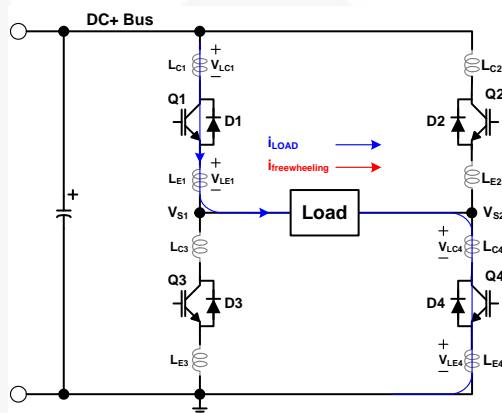 DC+ Bus
LC1
+
VLC1
−
LC2
Q1
D1
D2
Q2
iLOAD
ifreewheeling
LE1
+
VLE1
−
LE2
VS1
Load
VS2
+
LC3
+
VLC4
−
LC4
Q3
D3
D4
Q4
LE3
+
VLE4
−
LE4